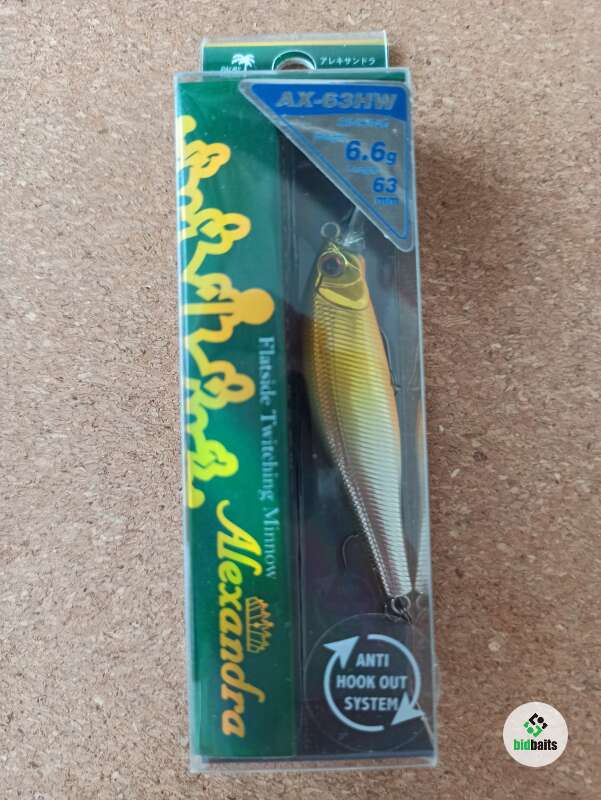 アレキサンドラ
AX-63HW
6.6g
63
mm
Flatside Twitching Minnow
Alexandra
ANTI
HOOK OUT
SYSTEM
bidbaits